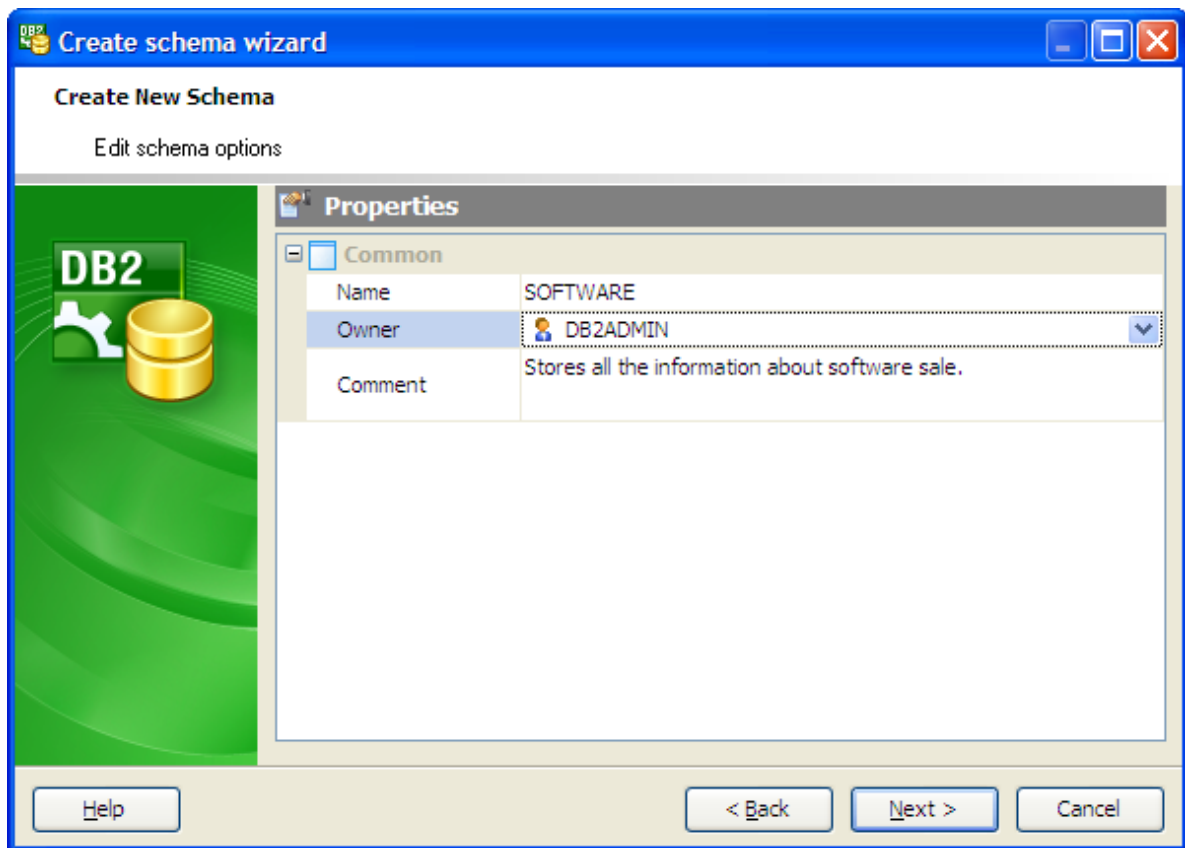 Create schema wizard
Create New Schema
Edit schema options
DB2
Properties
Common
Name SOFTWARE
Owner DB2ADMIN
Comment Stores all the information about software sale.
Help < Back Next > Cancel